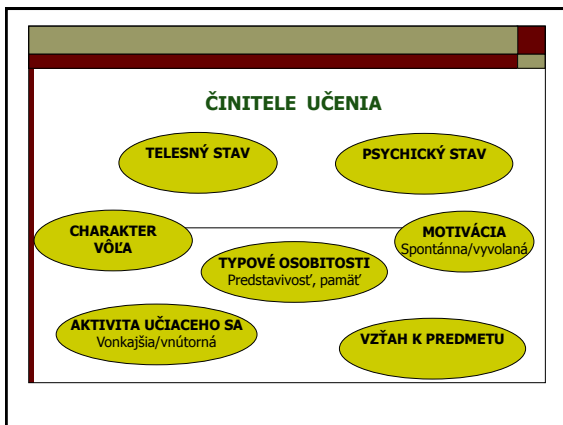 ČINITELE UČENIA
TELESNÝ STAV
PSYCHICKÝ STAV
CHARAKTER
VÔĽA
MOTIVÁCIA
Spontánna/vyvolaná
TYPOVÉ OSOBITOSTI
Predstavivosť, pamäť
AKTIVITA UČIACEHO SA
Vonkajšia/vnútorná
VZŤAH K PREDMETU